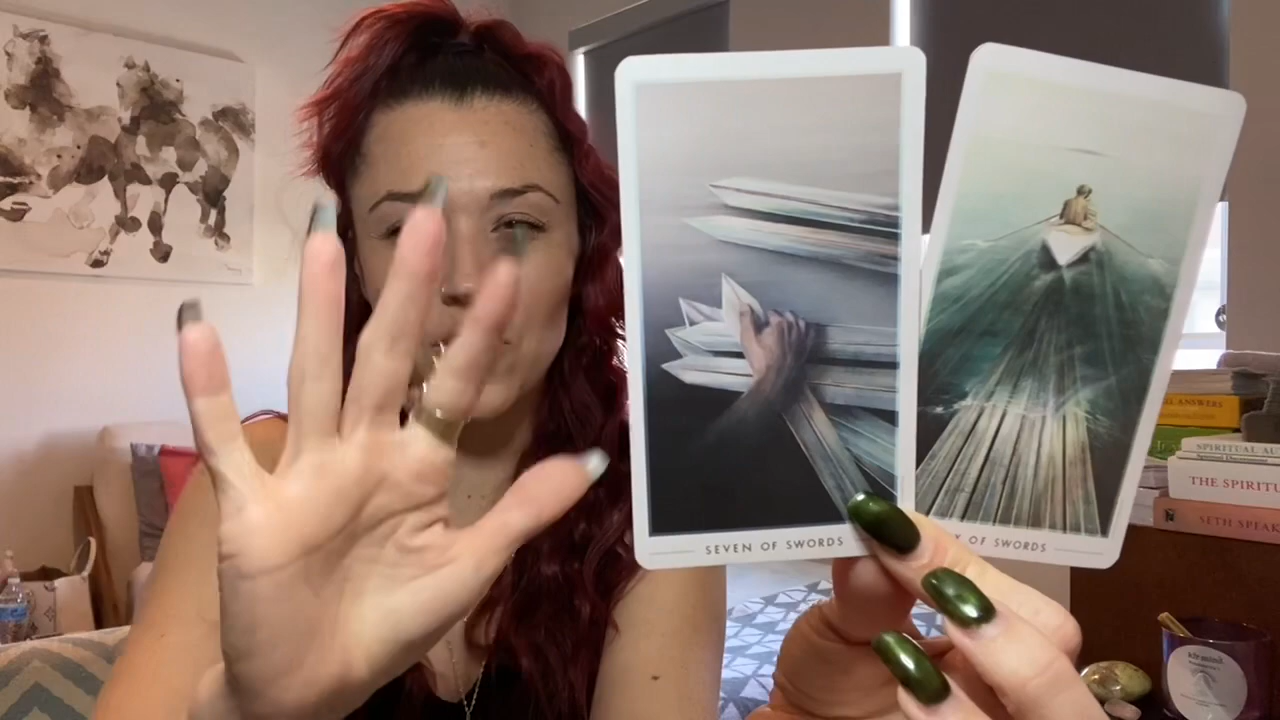 SEVEN OF SWORDS
OF SWORDS
ANSWERS
SPIRITUAL
THE SPIRITU
SETH SPEAK